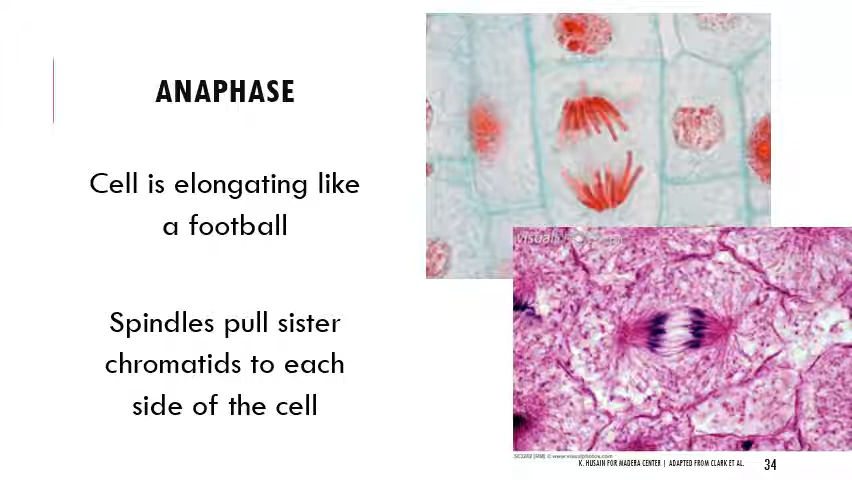 ANAPHASE
Cell is elongating like
a football
Spindles pull sister
chromatids to each
side of the cell
K. HUSAIN FOR MADERA CENTER | ADAPTED FROM CLARK ET AL.
34